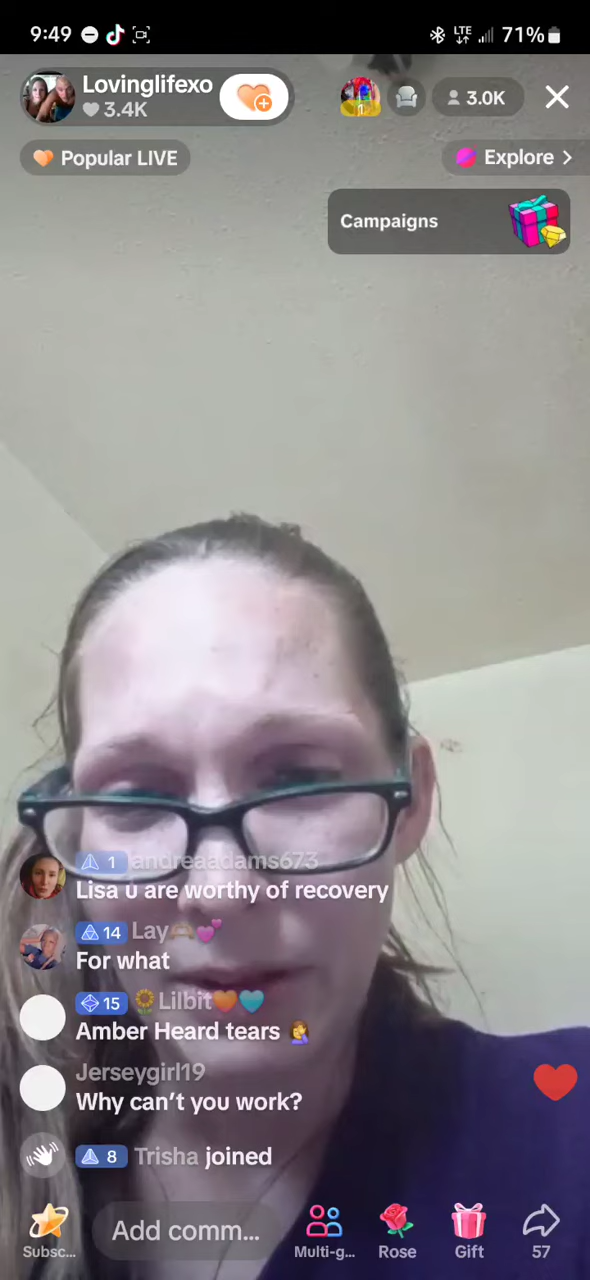 9:49
LTE
71%
Lovinglifexo
3.4K
1
3.0K
Popular LIVE
Explore >
Campaigns
1 andreaadams673
Lisa u are worthy of recovery
14 Lay🫶🏼💕
For what
15 🌻Lilbit🧡🩵
Amber Heard tears 🤦‍♀️
Jerseygirl19
Why can’t you work?
8 Trisha joined
Subsc...
Add comm...
Multi-g...
Rose
Gift
57